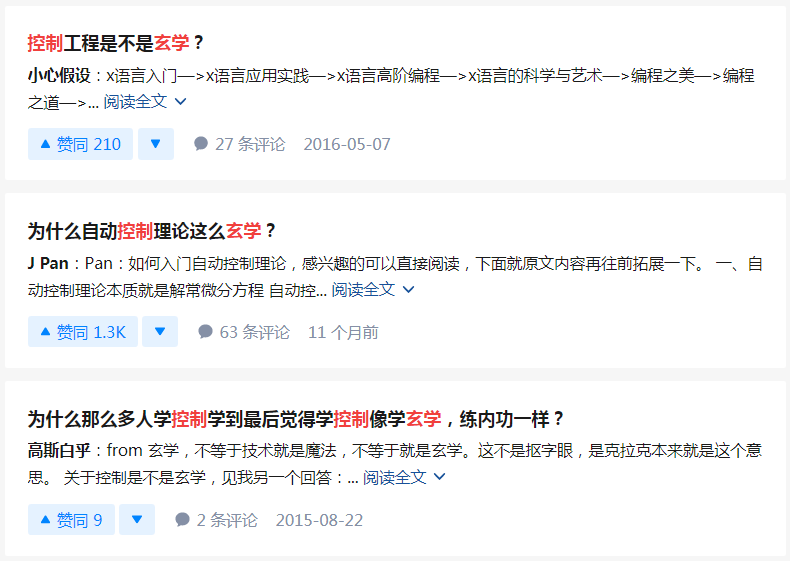 控制工程是不是玄学？
小心假设：x语言入门—>x语言应用实践—>x语言高阶编程—>x语言的科学与艺术—>编程之美—>编程
之道—>... 阅读全文
赞同 210 27 条评论 2016-05-07
为什么自动控制理论这么玄学？
J Pan：Pan：如何入门自动控制理论，感兴趣的可以直接阅读，下面就原文内容再往前拓展一下。 一、自
动控制理论本质就是解常微分方程 自动控... 阅读全文
赞同 1.3K 63 条评论 11 个月前
为什么那么多人学控制学到最后觉得学控制像学玄学，练内功一样？
高斯白乎：from 玄学，不等于技术就是魔法，不等于就是玄学。这不是抠字眼，是克拉克本来就是这个意
思。 关于控制是不是玄学，见我另一个回答：... 阅读全文
赞同 9 2 条评论 2015-08-22